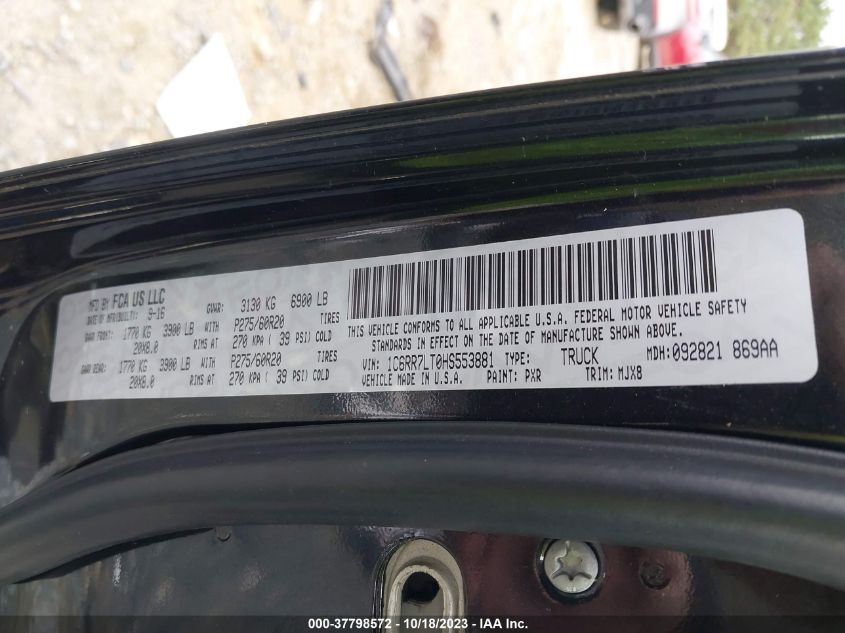 MFD BY FCA US LLC
DATE OF MFR/BUILT: 9-16 GVWR: 3130 KG 6900 LB
GAWR FRONT: 1770 KG 3900 LB WITH P275/60R20 TIRES
20X8.0 RIMS AT 270 KPA ( 39 PSI) COLD
GAWR REAR: 1770 KG 3900 LB WITH P275/60R20 TIRES
20X8.0 RIMS AT 270 KPA ( 39 PSI) COLD
THIS VEHICLE CONFORMS TO ALL APPLICABLE U.S.A. FEDERAL MOTOR VEHICLE SAFETY
STANDARDS IN EFFECT ON THE DATE OF MANUFACTURE SHOWN ABOVE.
VIN: 1C6RR7LT0HS553881 TYPE: TRUCK MDH: 092821 869AA
MADE IN U.S.A. PAINT: PXR TRIM: MJX8
000-37798572 - 10/18/2023 - IAA Inc.